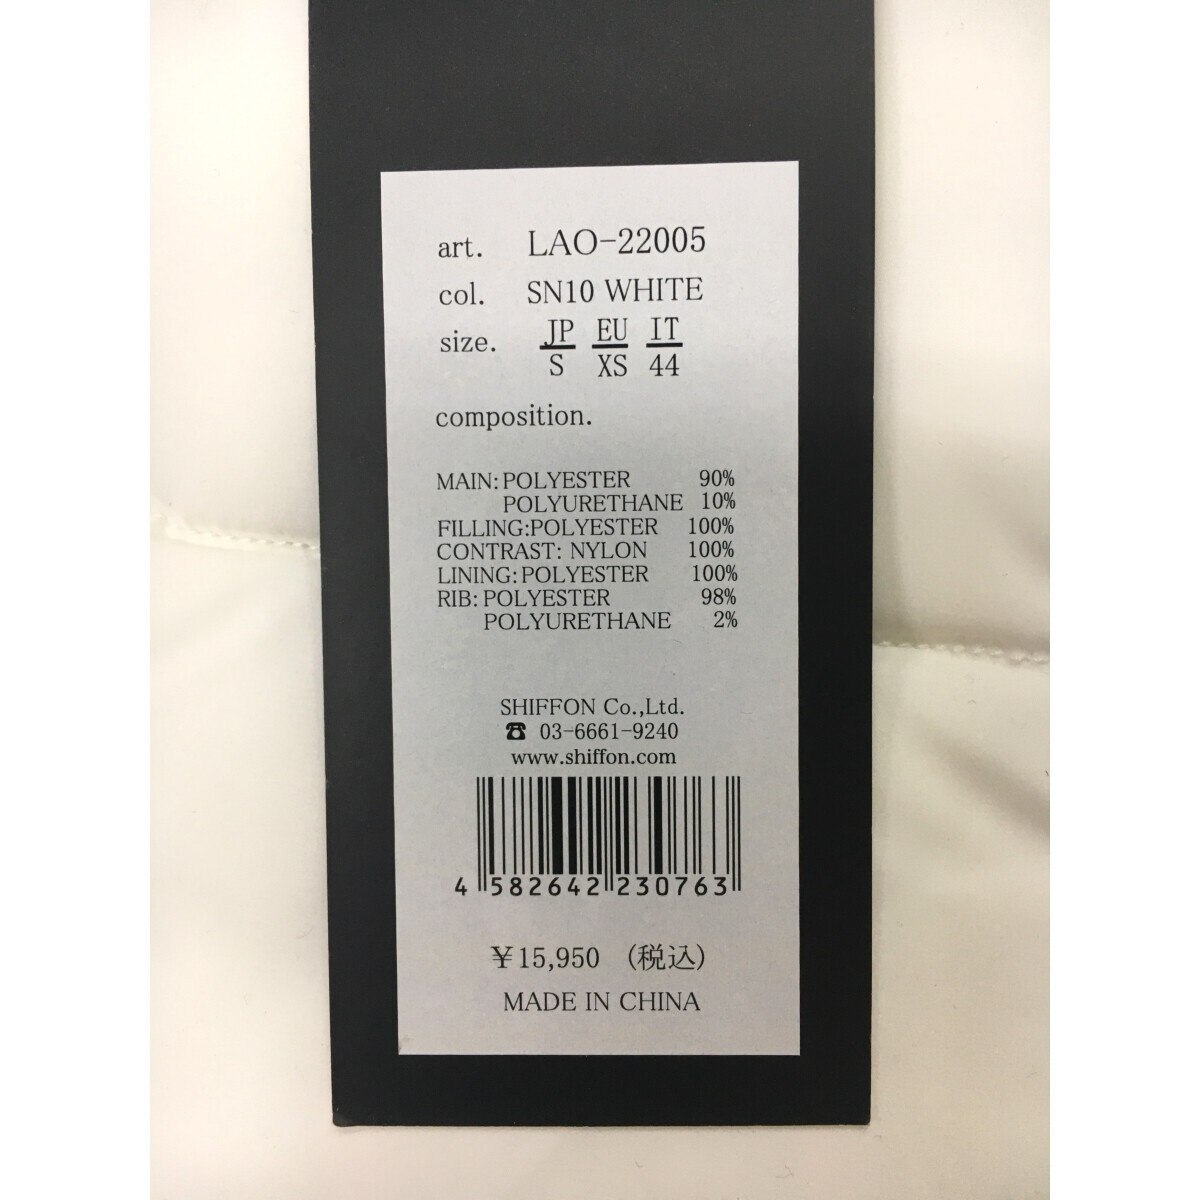 art. LAO-22005
col. SN10 WHITE
size. JP EU IT
S XS 44
composition.
MAIN: POLYESTER 90%
POLYURETHANE 10%
FILLING:POLYESTER 100%
CONTRAST: NYLON 100%
LINING: POLYESTER 100%
RIB: POLYESTER 98%
POLYURETHANE 2%
SHIFFON Co.,Ltd.
☎ 03-6661-9240
www.shiffon.com
4 582642 230763
¥15,950 (税込)
MADE IN CHINA